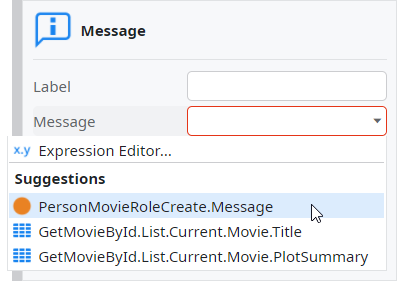 Message
Label
Message
x.y Expression Editor...
Suggestions
PersonMovieRoleCreate.Message
GetMovieById.List.Current.Movie.Title
GetMovieById.List.Current.Movie.PlotSummary